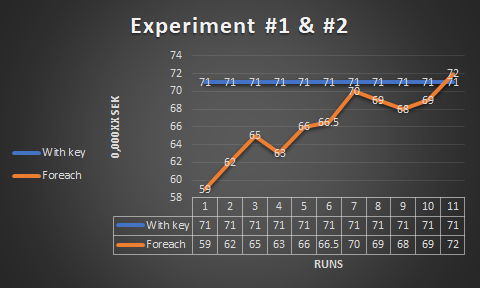 Experiment #1 & #2
0,000XX SEK
74
72
70
68
66
64
62
60
58
71 71 71 71 71 71 71 71 71 71 71
59 62 65 63 66 66.5 70 69 68 69 72
With key
Foreach
1 2 3 4 5 6 7 8 9 10 11
With key 71 71 71 71 71 71 71 71 71 71 71
Foreach 59 62 65 63 66 66.5 70 69 68 69 72
RUNS